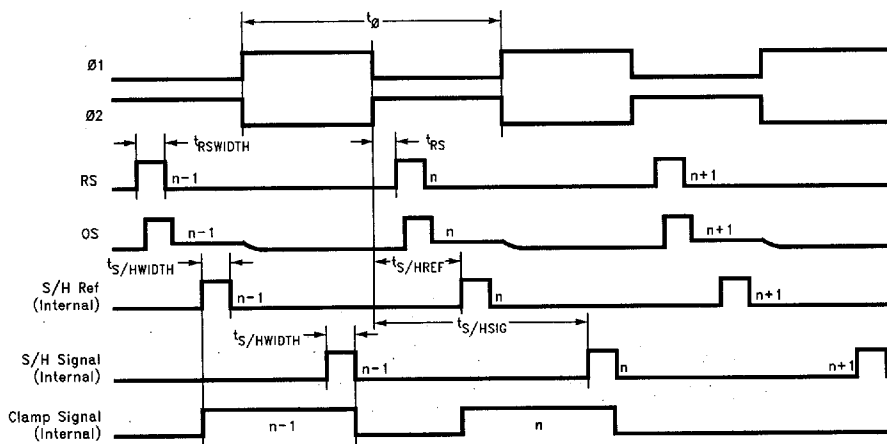 tø
Ø1
Ø2
tRSWIDTH
tRS
RS n-1 n n+1
OS n-1 n n+1
tS/HWIDTH
tS/HREF
S/H Ref
(Internal)
n-1 n n+1
tS/HWIDTH
tS/HSIG
S/H Signal
(Internal)
n-1 n n+1
Clamp Signal
(Internal)
n-1 n